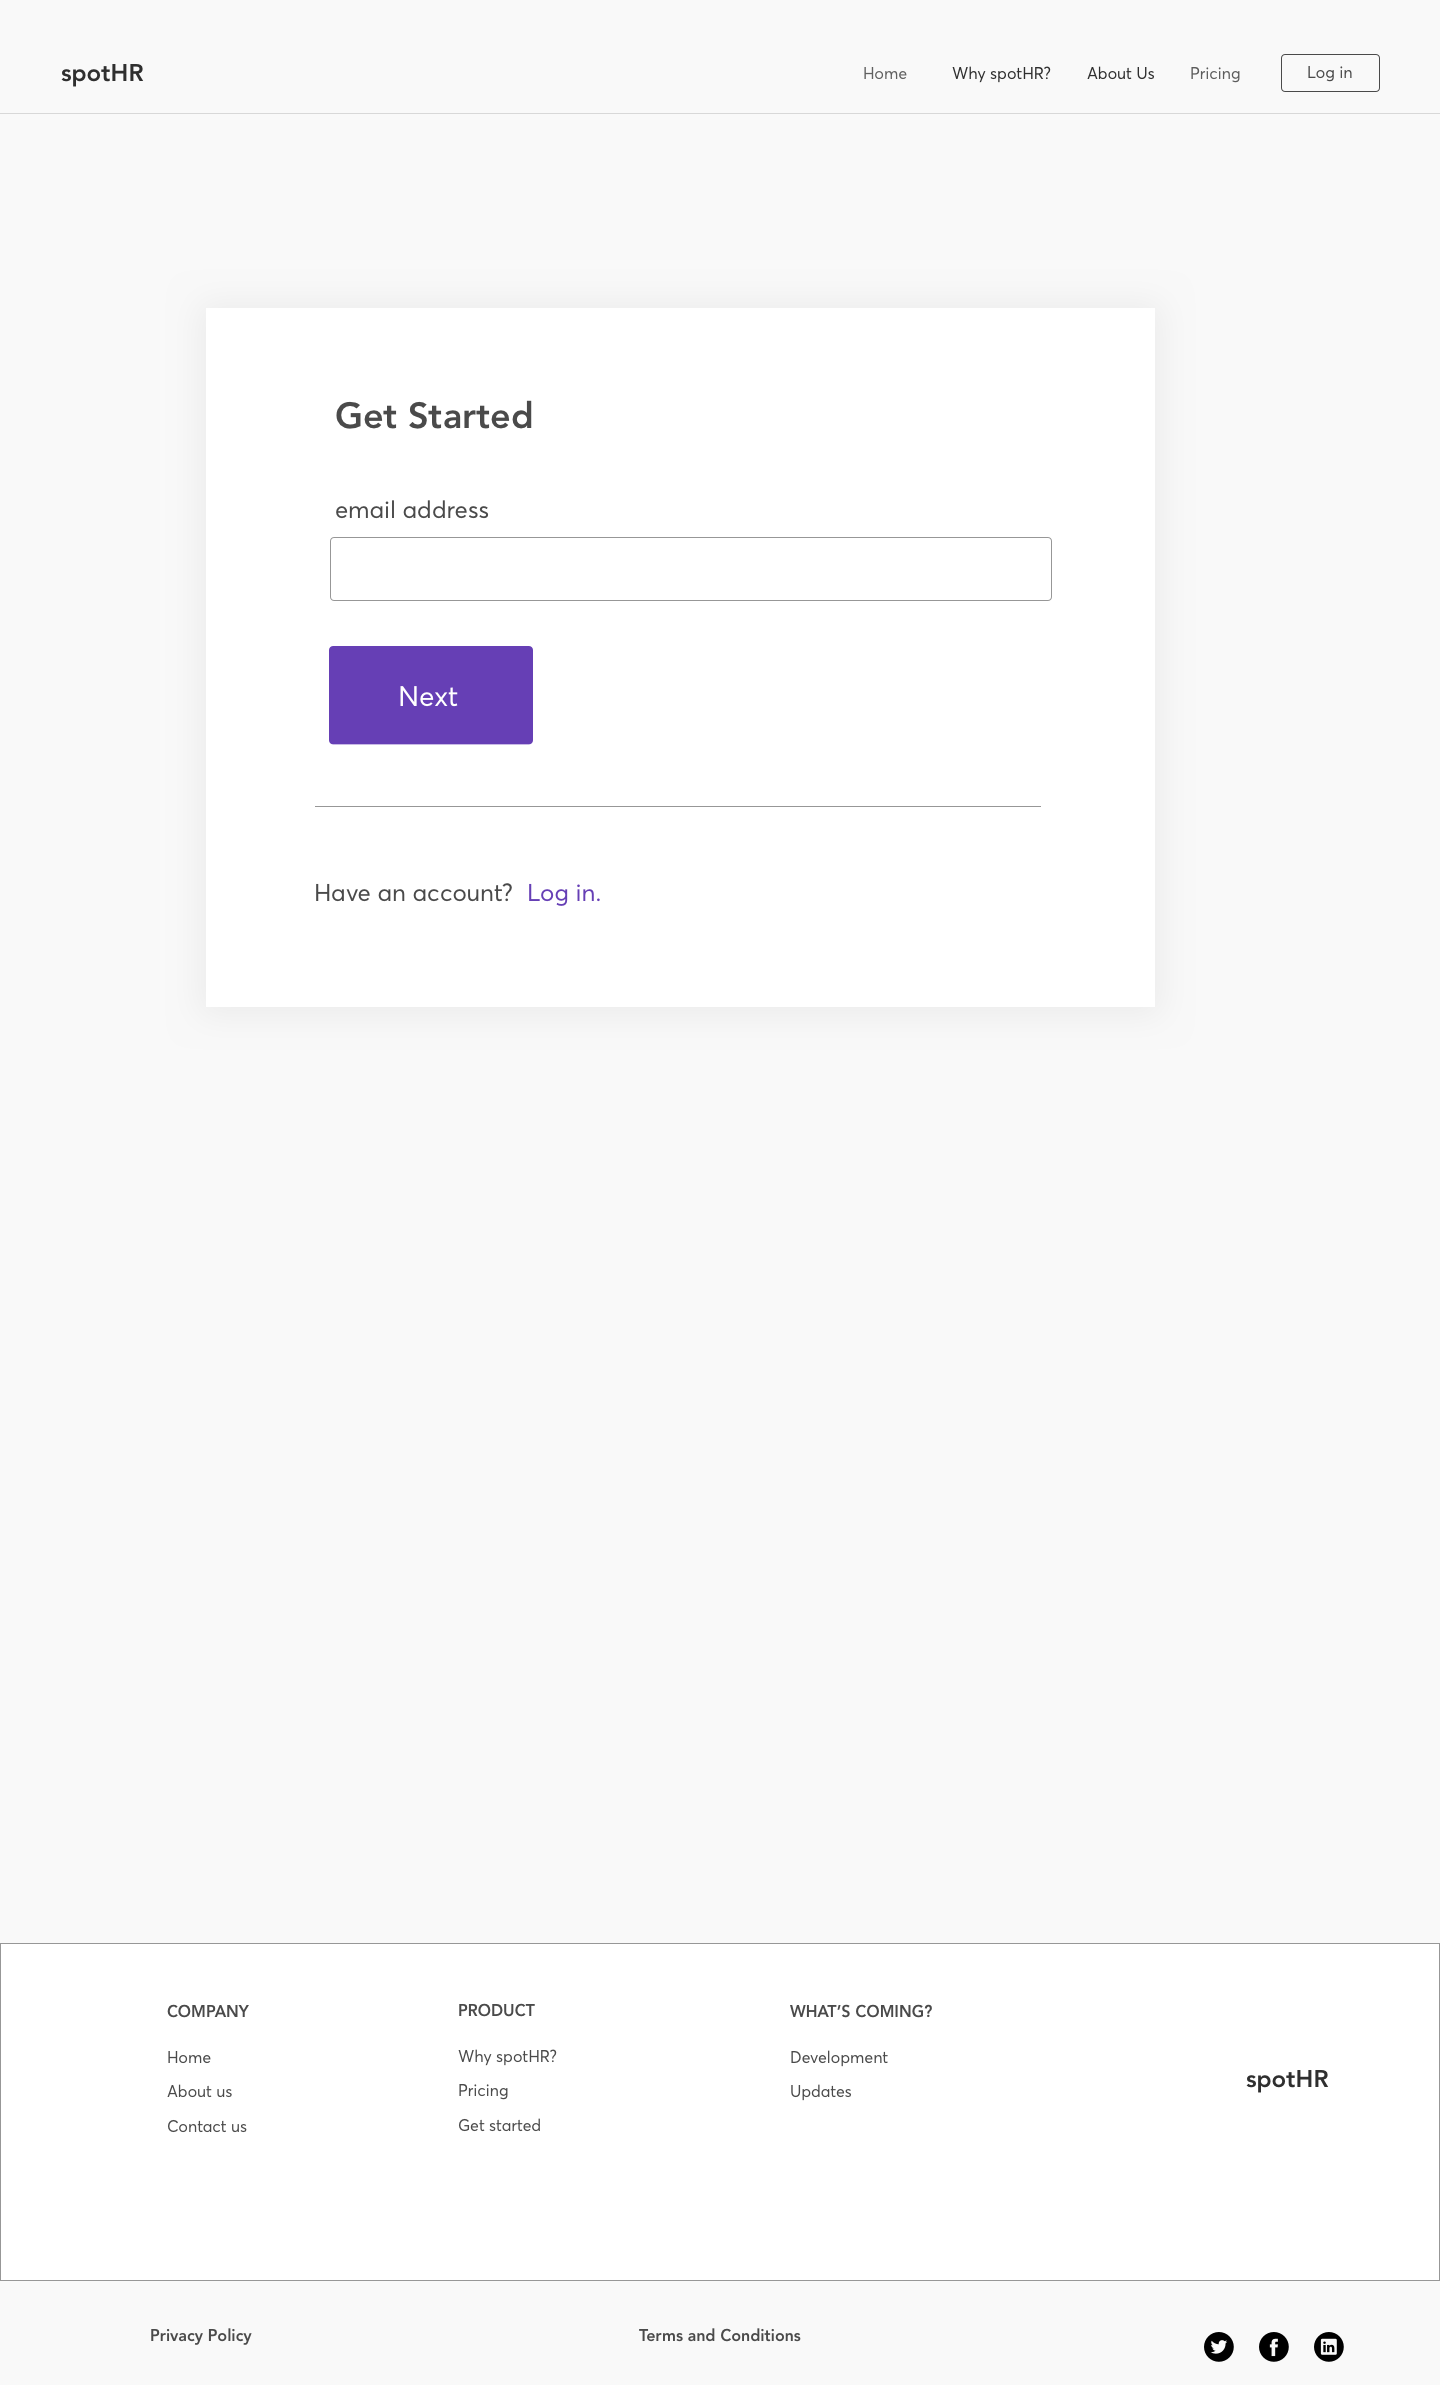 spotHR
Home Why spotHR? About Us Pricing Log in
Get Started
email address
Next
Have an account? Log in.
COMPANY
Home
About us
Contact us
PRODUCT
Why spotHR?
Pricing
Get started
WHAT'S COMING?
Development
Updates
spotHR
Privacy Policy
Terms and Conditions